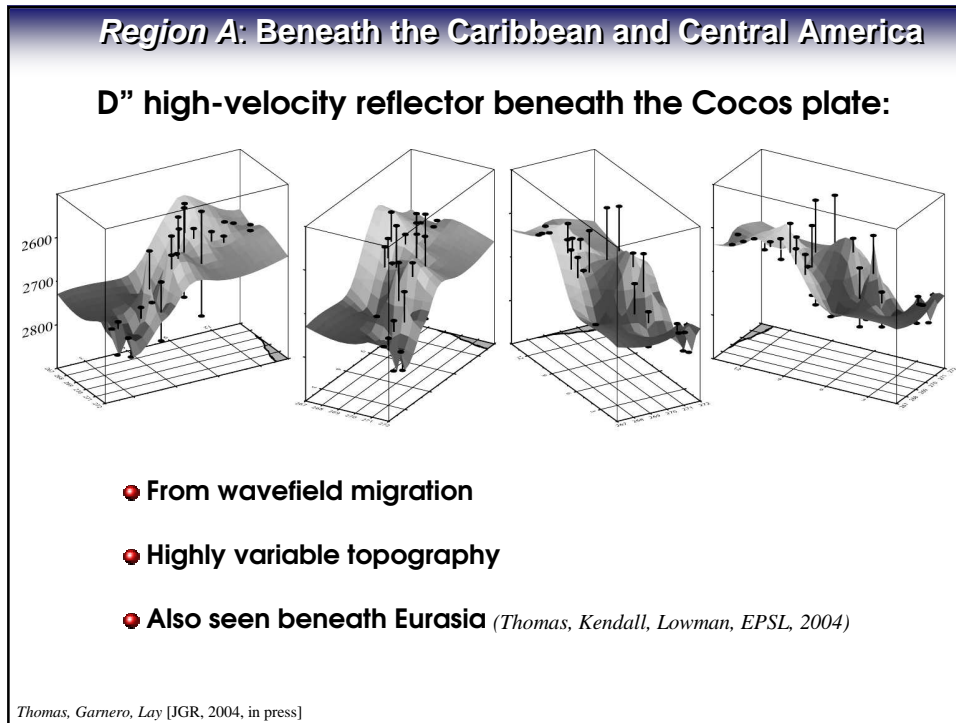 Region A: Beneath the Caribbean and Central America
D” high-velocity reflector beneath the Cocos plate:
2600
2700
2800
From wavefield migration
Highly variable topography
Also seen beneath Eurasia (Thomas, Kendall, Lowman, EPSL, 2004)
Thomas, Garnero, Lay [JGR, 2004, in press]